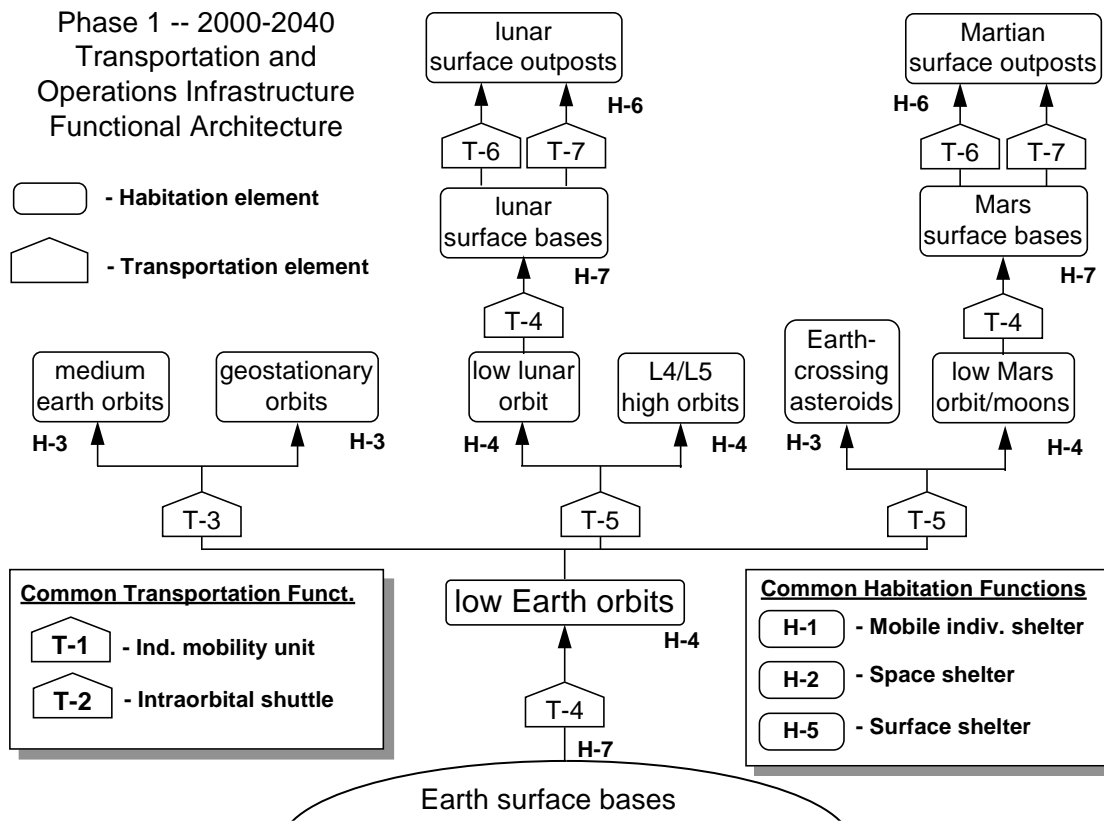 Phase 1 -- 2000-2040
Transportation and
Operations Infrastructure
Functional Architecture
- Habitation element
- Transportation element
lunar
surface outposts
H-6
T-6
T-7
lunar
surface bases
H-7
T-4
Martian
surface outposts
H-6
T-6
T-7
Mars
surface bases
H-7
T-4
medium
earth orbits
H-3
geostationary
orbits
H-3
low lunar
orbit
H-4
L4/L5
high orbits
H-4
Earth-
crossing
asteroids
H-3
low Mars
orbit/moons
H-4
T-3
T-5
T-5
low Earth orbits
H-4
T-4
H-7
Earth surface bases
Common Transportation Funct.
T-1 - Ind. mobility unit
T-2 - Intraorbital shuttle
Common Habitation Functions
H-1 - Mobile indiv. shelter
H-2 - Space shelter
H-5 - Surface shelter